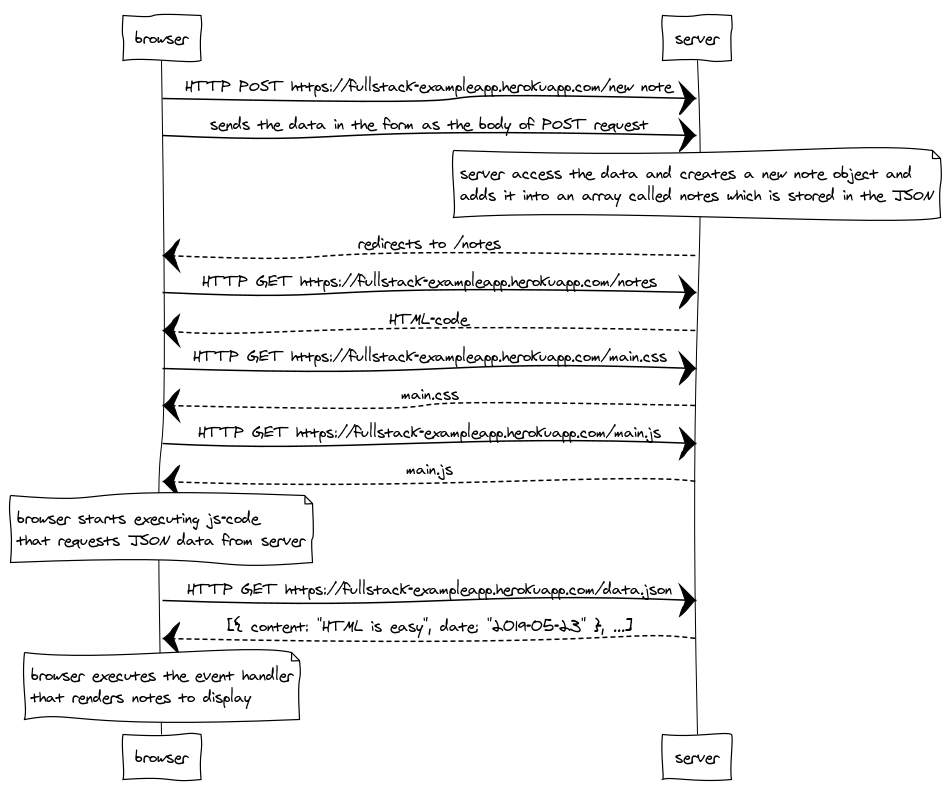 browser
server
HTTP POST https://fullstack-exampleapp.herokuapp.com/new note
sends the data in the form as the body of POST request
server access the data and creates a new note object and
adds it into an array called notes which is stored in the JSON
redirects to /notes
HTTP GET https://fullstack-exampleapp.herokuapp.com/notes
HTML-code
HTTP GET https://fullstack-exampleapp.herokuapp.com/main.css
main.css
HTTP GET https://fullstack-exampleapp.herokuapp.com/main.js
main.js
browser starts executing js-code
that requests JSON data from server
HTTP GET https://fullstack-exampleapp.herokuapp.com/data.json
[{ content: "HTML is easy", date: "2019-05-23" }, ...]
browser executes the event handler
that renders notes to display
browser
server